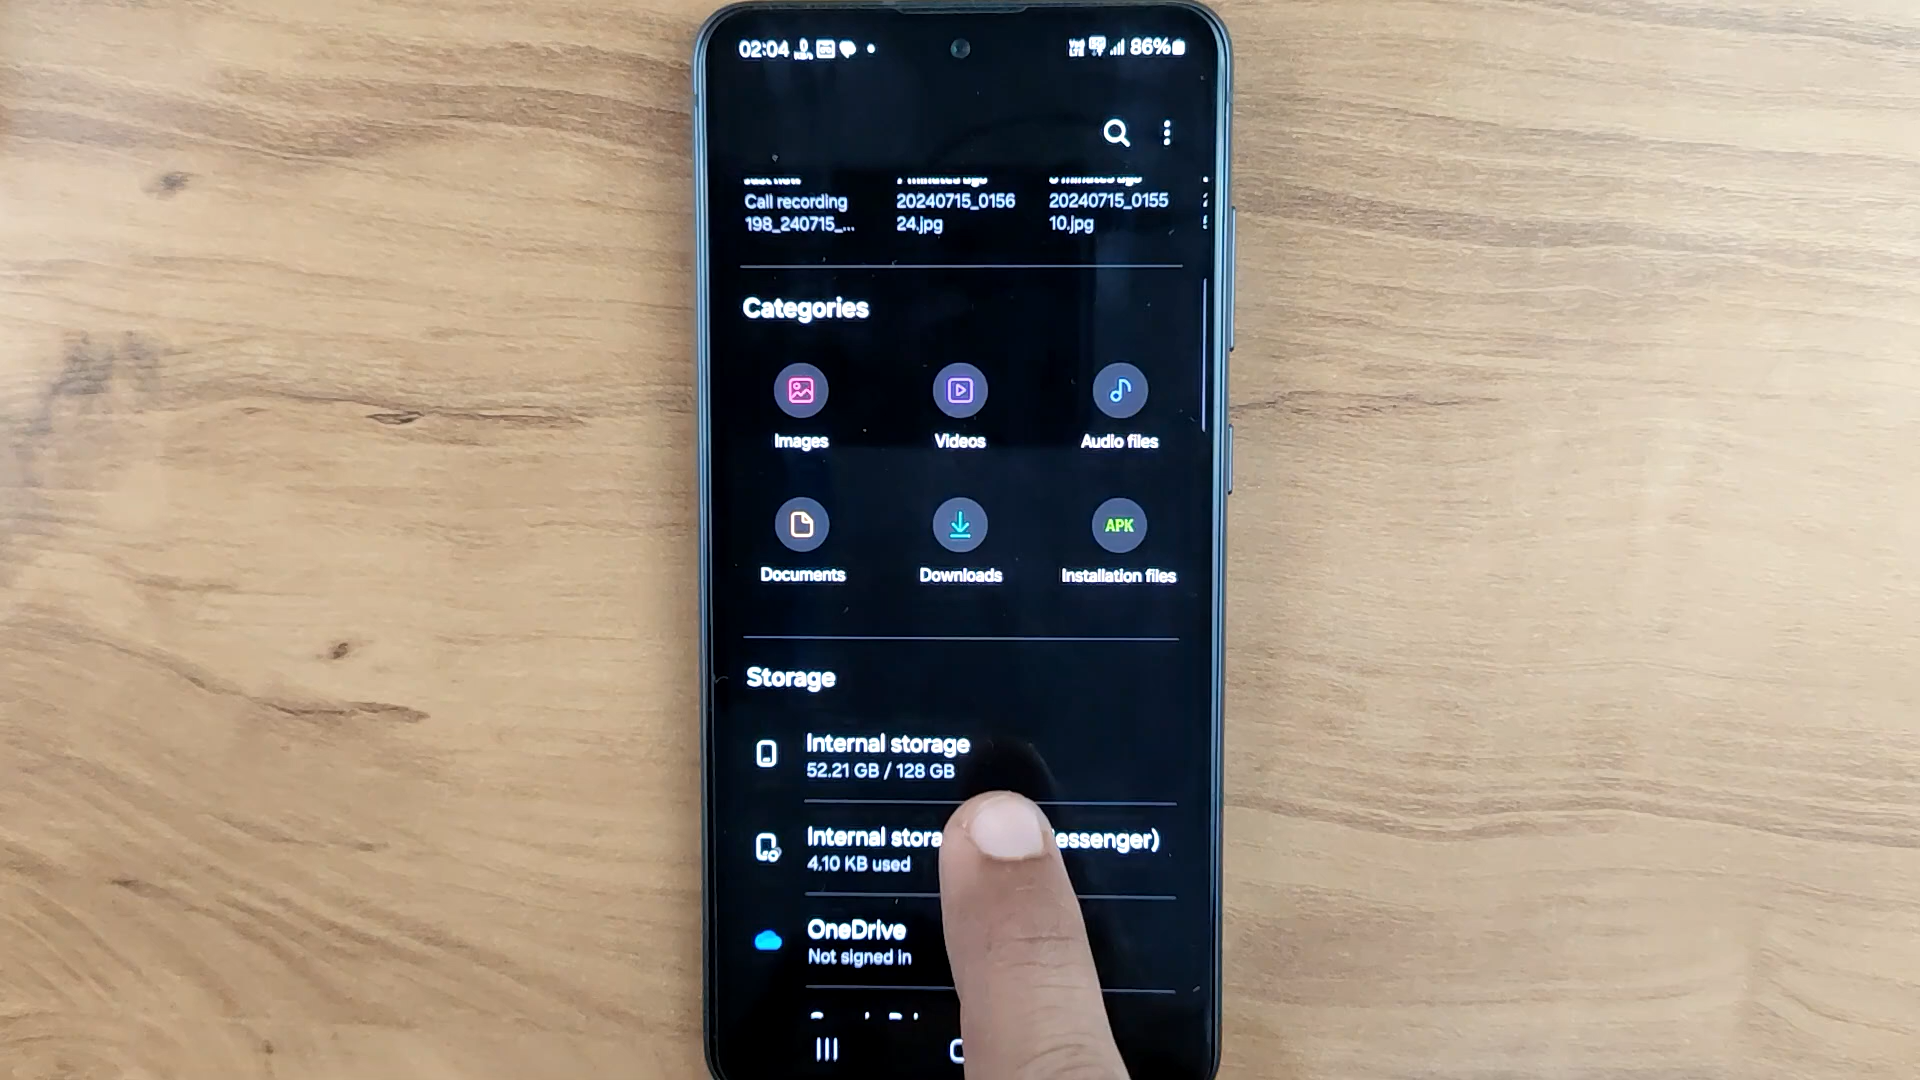 02:04
86%
Call recording
198_240715_...
20240715_0156
24.jpg
20240715_0155
10.jpg
Categories
Images
Videos
Audio files
Documents
Downloads
APK
Installation files
Storage
Internal storage
52.21 GB / 128 GB
Internal
4.10 KB used
OneDrive
Not signed in